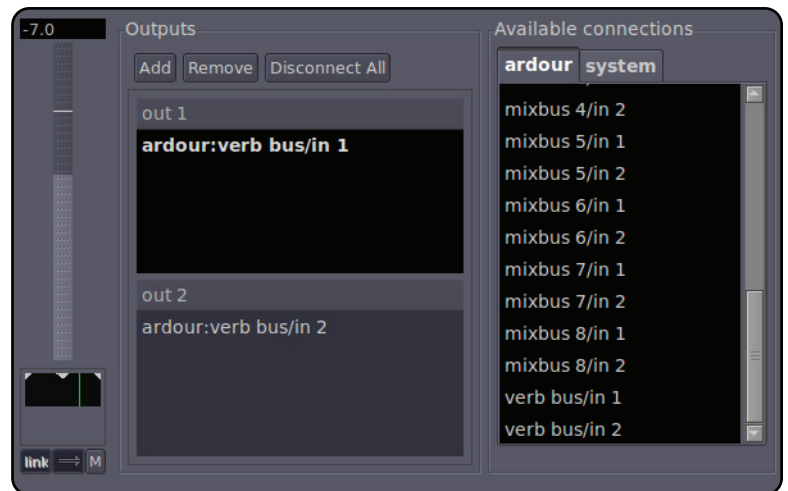 -7.0
Outputs
Add Remove Disconnect All
out 1
ardour:verb bus/in 1
out 2
ardour:verb bus/in 2
link M
Available connections
ardour system
mixbus 4/in 2
mixbus 5/in 1
mixbus 5/in 2
mixbus 6/in 1
mixbus 6/in 2
mixbus 7/in 1
mixbus 7/in 2
mixbus 8/in 1
mixbus 8/in 2
verb bus/in 1
verb bus/in 2